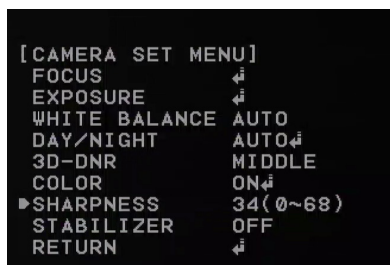 [CAMERA SET MENU]
FOCUS ↲
EXPOSURE ↲
WHITE BALANCE AUTO
DAY/NIGHT AUTO↲
3D-DNR MIDDLE
COLOR ON↲
▶SHARPNESS 34(0~68)
STABILIZER OFF
RETURN ↲